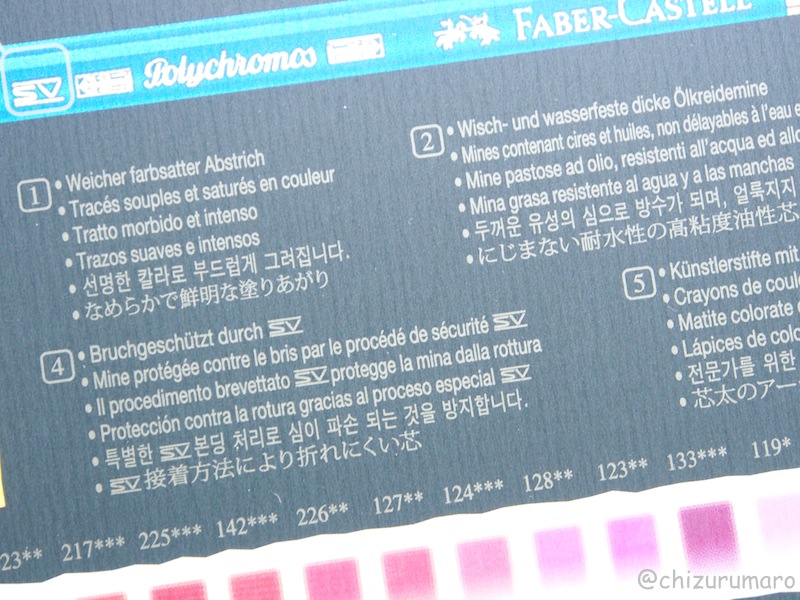 SV Polychromos FABER-CASTELL
1
• Weicher farbsatter Abstrich
• Tracés souples et saturés en couleur
• Tratto morbido et intenso
• Trazos suaves e intensos
• 선명한 칼라로 부드럽게 그려집니다.
• なめらかで鮮明な塗りあがり
2
• Wisch- und wasserfeste dicke Ölkreidemine
• Mines contenant cires et huiles, non délayables à l'eau e
• Mine pastose ad olio, resistenti all'acqua ed all
• Mina grasa resistente al agua y a las manchas
• 두꺼운 유성의 심으로 방수가 되며, 얼룩지지
• にじまない耐水性の高粘度油性芯
4
• Bruchgeschützt durch SV
• Mine protégée contre le bris par le procédé de sécurité SV
• Il procedimento brevettato SV protegge la mina dalla rottura
• Protección contra la rotura gracias al proceso especial SV
• 특별한 SV 본딩 처리로 심이 파손 되는 것을 방지합니다.
• SV 接着方法により折れにくい芯
5
• Künstlerstifte mit
• Crayons de coul
• Matite colorate
• Lápices de colo
• 전문가를 위한
• 芯太のアー
23** 217*** 225*** 142*** 226** 127** 124*** 128** 123** 133*** 119*
@chizurumaro